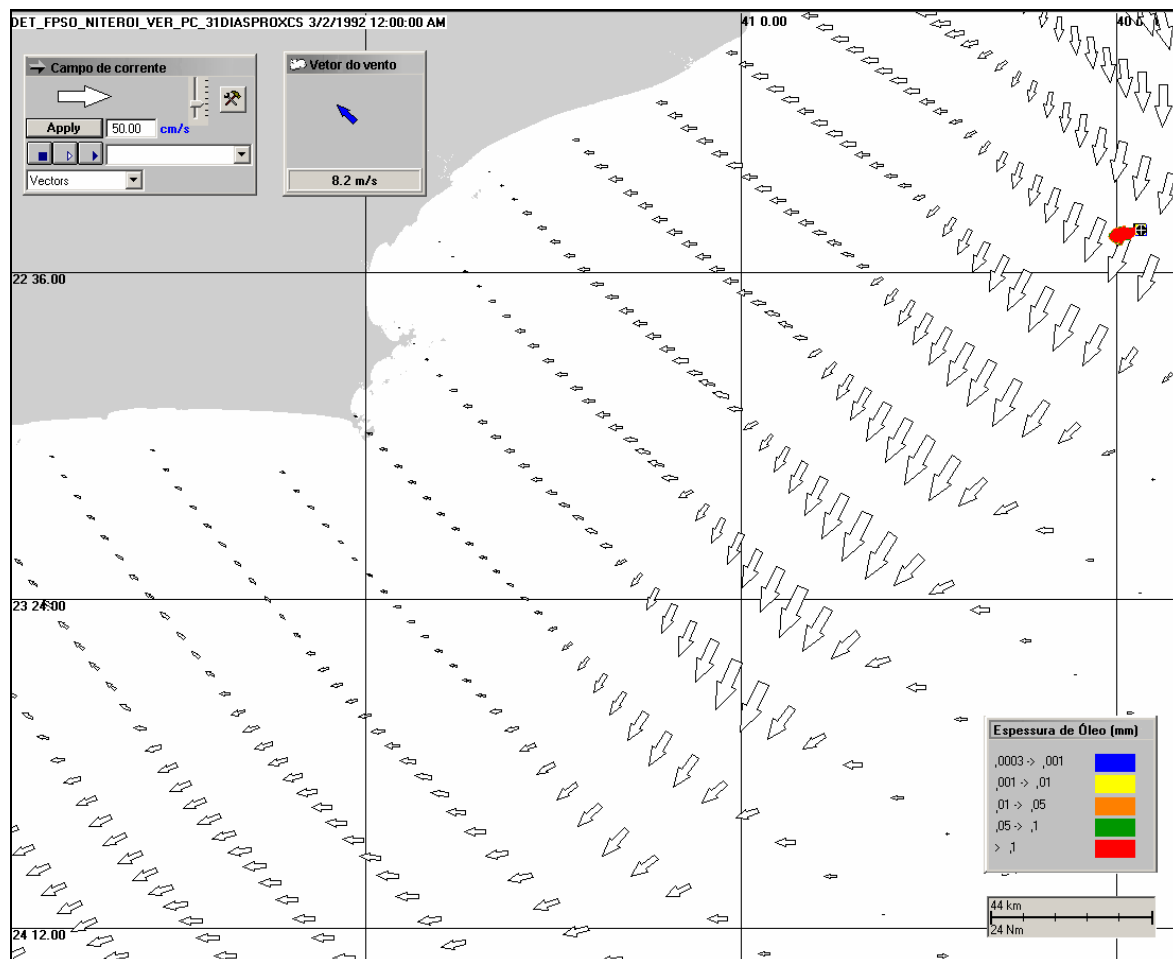 DET_FPSO_NITEROI_VER_PC_31DIASPROXCS 3/2/1992 12:00:00 AM
41 0.00
Campo de corrente
Apply
50.00
cm/s
Vectors
Vetor do vento
8.2 m/s
22 36.00
23 24.00
24 12.00
Espessura de Óleo (mm)
,0003 -> ,001
,001 -> ,01
,01 -> ,05
,05 -> ,1
> ,1
44 km
24 Nm